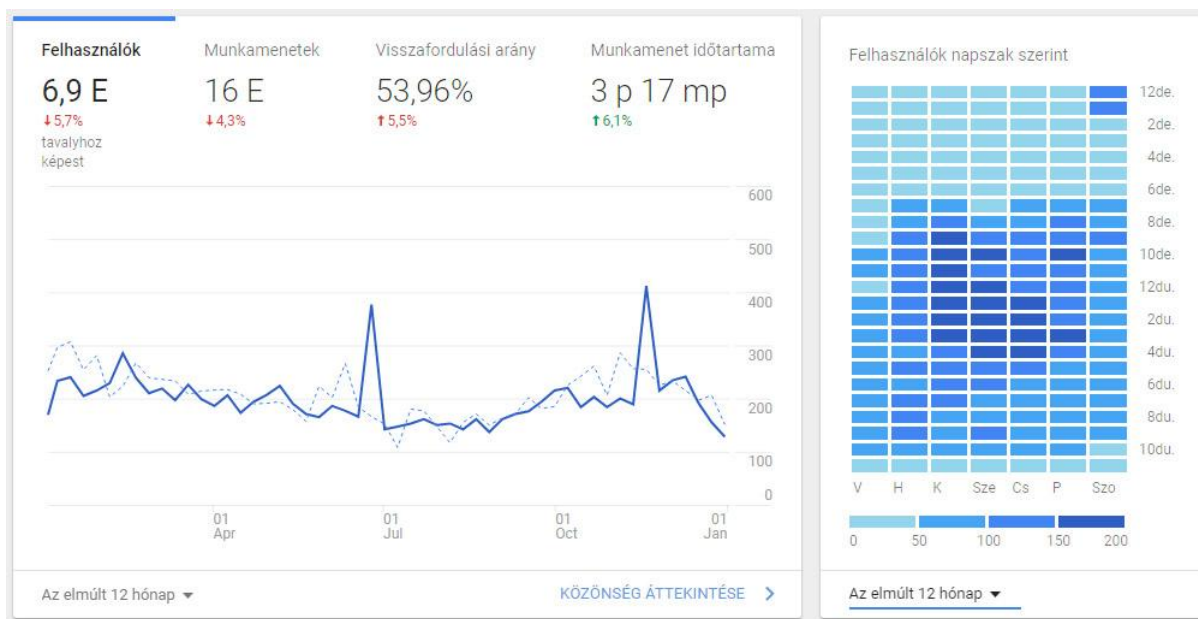 Felhasználók
6,9 E
↓5,7%
tavalyhoz
képest
Munkamenetek
16 E
↓4,3%
Visszafordulási arány
53,96%
↑5,5%
Munkamenet időtartama
3 p 17 mp
↑6,1%
600
500
400
300
200
100
0
01
Apr
01
Jul
01
Oct
01
Jan
Az elmúlt 12 hónap
KÖZÖNSÉG ÁTTEKINTÉSE
Felhasználók napszak szerint
12de.
2de.
4de.
6de.
8de.
10de.
12du.
2du.
4du.
6du.
8du.
10du.
V H K Sze Cs P Szo
0 50 100 150 200
Az elmúlt 12 hónap